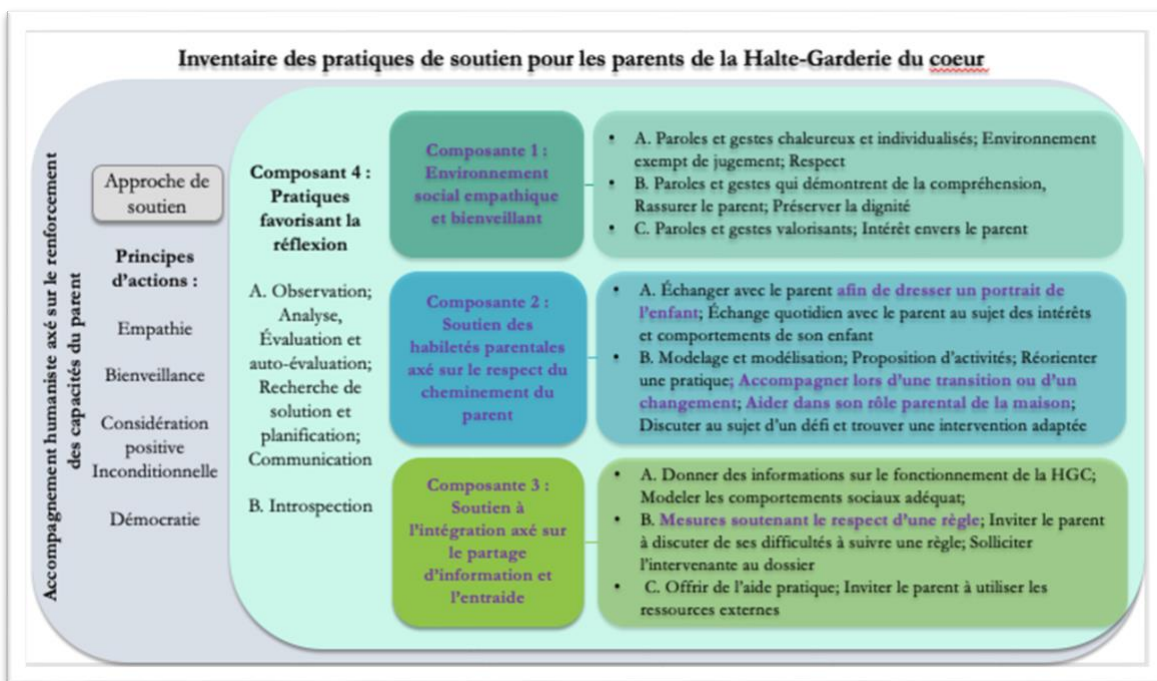 Inventaire des pratiques de soutien pour les parents de la Halte-Garderie du coeur
Accompagnement humaniste axé sur le renforcement
des capacités du parent
Approche de
soutien
Principes
d'actions :
Empathie
Bienveillance
Considération
positive
Inconditionnelle
Démocratie
Composant 4 :
Pratiques
favorisant la
réflexion
A. Observation;
Analyse,
Évaluation et
auto-évaluation;
Recherche de
solution et
planification;
Communication
B. Introspection
Composante 1 :
Environnement
social empathique
et bienveillant
• A. Paroles et gestes chaleureux et individualisés; Environnement
exempt de jugement; Respect
• B. Paroles et gestes qui démontrent de la compréhension,
Rassurer le parent; Préserver la dignité
• C. Paroles et gestes valorisants; Intérêt envers le parent
Composante 2 :
Soutien des
habiletés parentales
axé sur le respect du
cheminement du
parent
• A. Échanger avec le parent afin de dresser un portrait de
l'enfant; Échange quotidien avec le parent au sujet des intérêts
et comportements de son enfant
• B. Modelage et modélisation; Proposition d'activités; Réorienter
une pratique; Accompagner lors d'une transition ou d'un
changement; Aider dans son rôle parental de la maison;
Discuter au sujet d'un défi et trouver une intervention adaptée
Composante 3 :
Soutien à
l'intégration axé sur
le partage
d'information et
l'entraide
• A. Donner des informations sur le fonctionnement de la HGC;
Modeler les comportements sociaux adéquat;
• B. Mesures soutenant le respect d'une règle; Inviter le parent
à discuter de ses difficultés à suivre une règle; Solliciter
l'intervenante au dossier
• C. Offrir de l'aide pratique; Inviter le parent à utiliser les
ressources externes